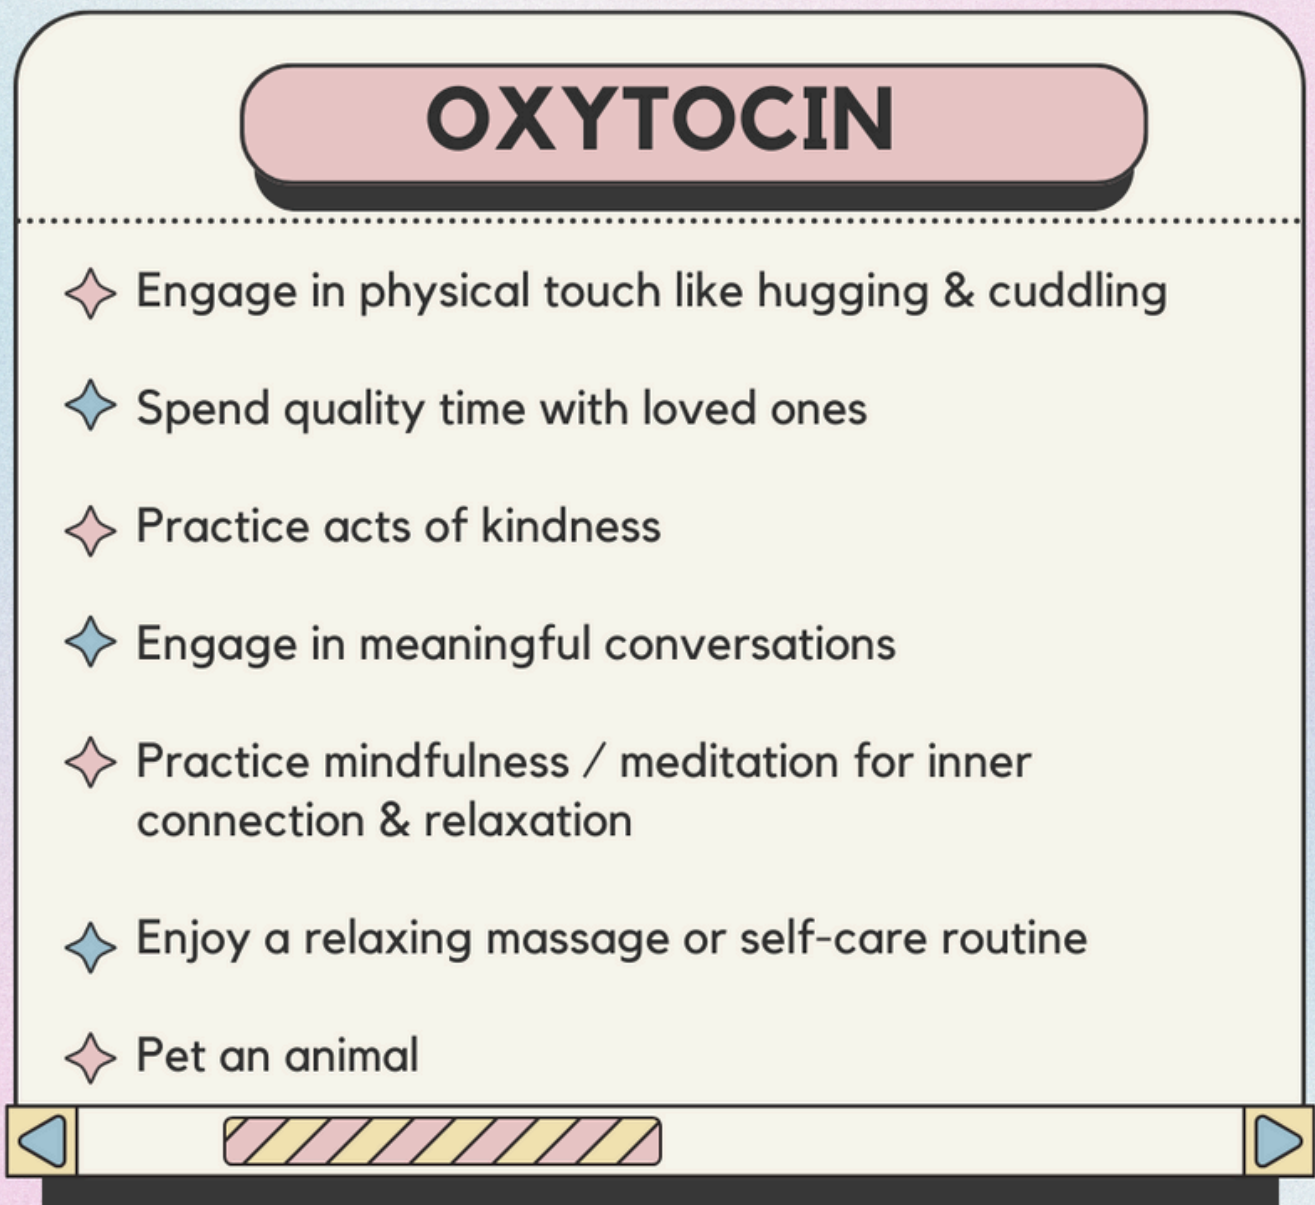 OXYTOCIN
Engage in physical touch like hugging & cuddling
Spend quality time with loved ones
Practice acts of kindness
Engage in meaningful conversations
Practice mindfulness / meditation for inner
connection & relaxation
Enjoy a relaxing massage or self-care routine
Pet an animal